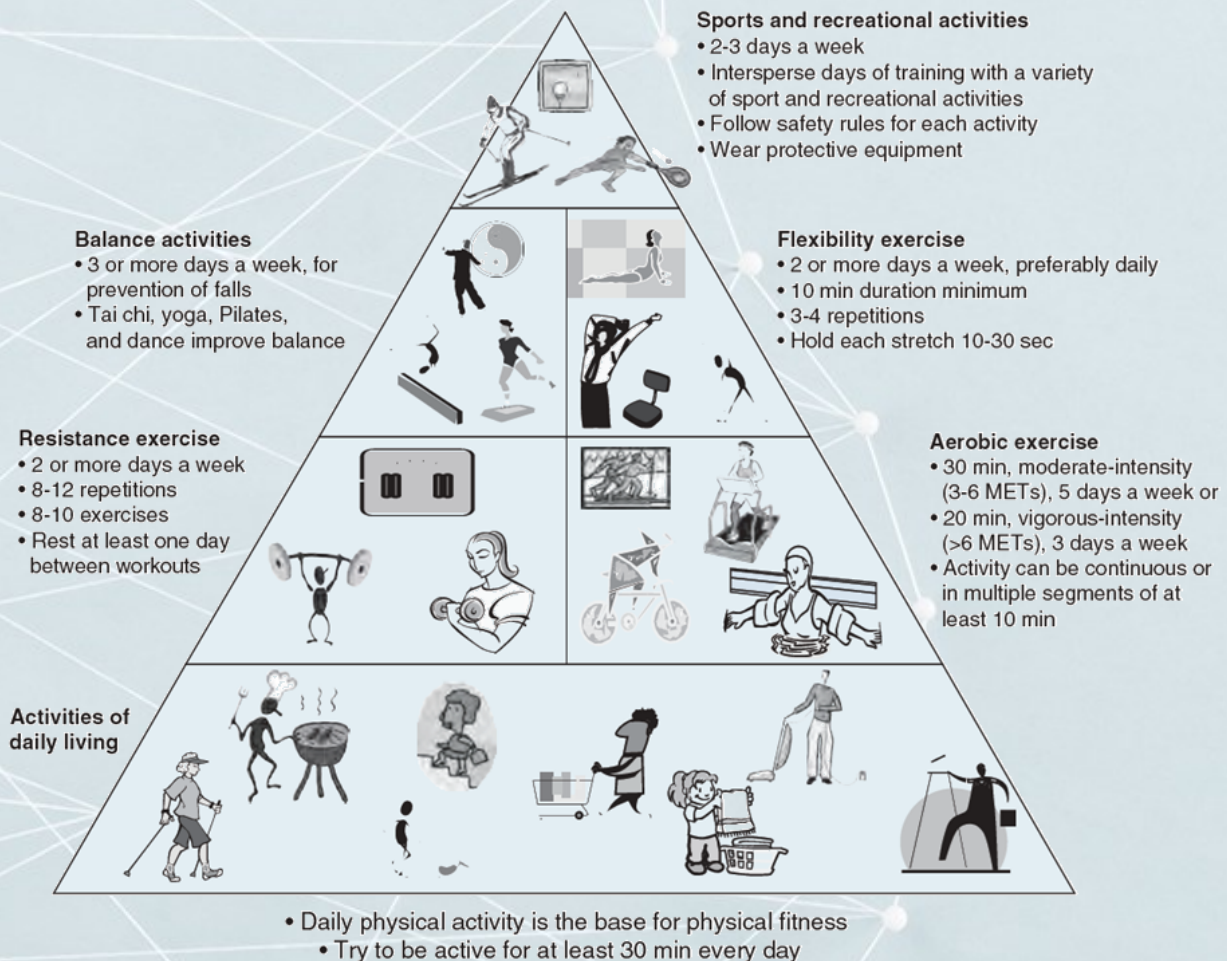 Sports and recreational activities
• 2-3 days a week
• Intersperse days of training with a variety
of sport and recreational activities
• Follow safety rules for each activity
• Wear protective equipment
Balance activities
• 3 or more days a week, for
prevention of falls
• Tai chi, yoga, Pilates,
and dance improve balance
Flexibility exercise
• 2 or more days a week, preferably daily
• 10 min duration minimum
• 3-4 repetitions
• Hold each stretch 10-30 sec
Resistance exercise
• 2 or more days a week
• 8-12 repetitions
• 8-10 exercises
• Rest at least one day
between workouts
Aerobic exercise
• 30 min, moderate-intensity
(3-6 METs), 5 days a week or
• 20 min, vigorous-intensity
(>6 METs), 3 days a week
• Activity can be continuous or
in multiple segments of at
least 10 min
Activities of
daily living
• Daily physical activity is the base for physical fitness
• Try to be active for at least 30 min every day